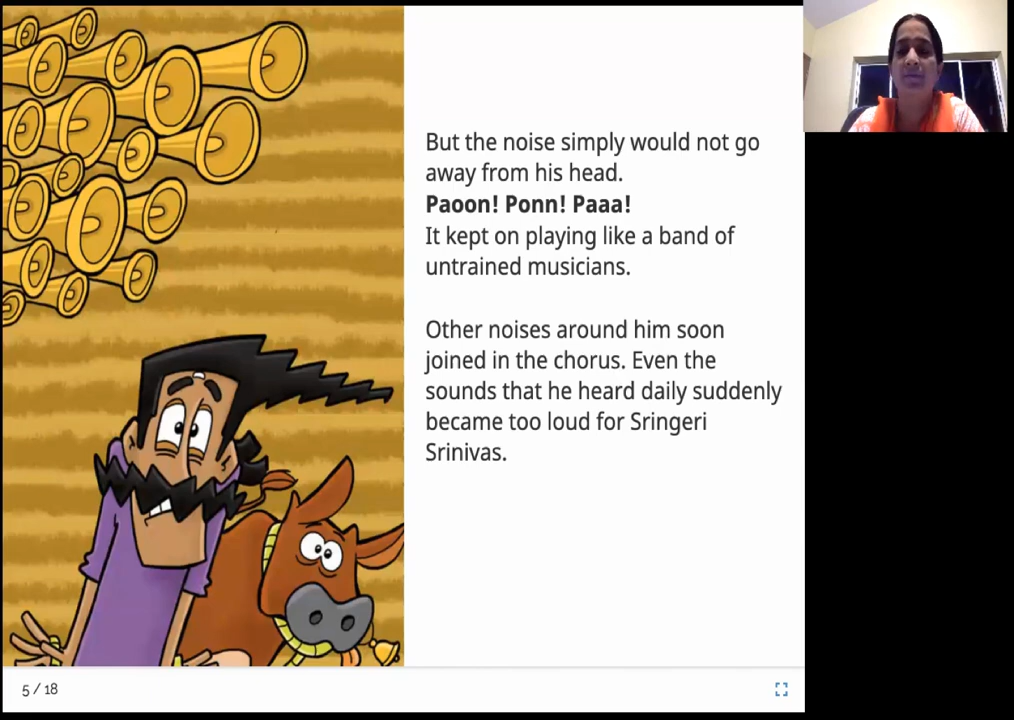 But the noise simply would not go
away from his head.
Paoon! Ponn! Paaa!
It kept on playing like a band of
untrained musicians.
Other noises around him soon
joined in the chorus. Even the
sounds that he heard daily suddenly
became too loud for Sringeri
Srinivas.
5 / 18